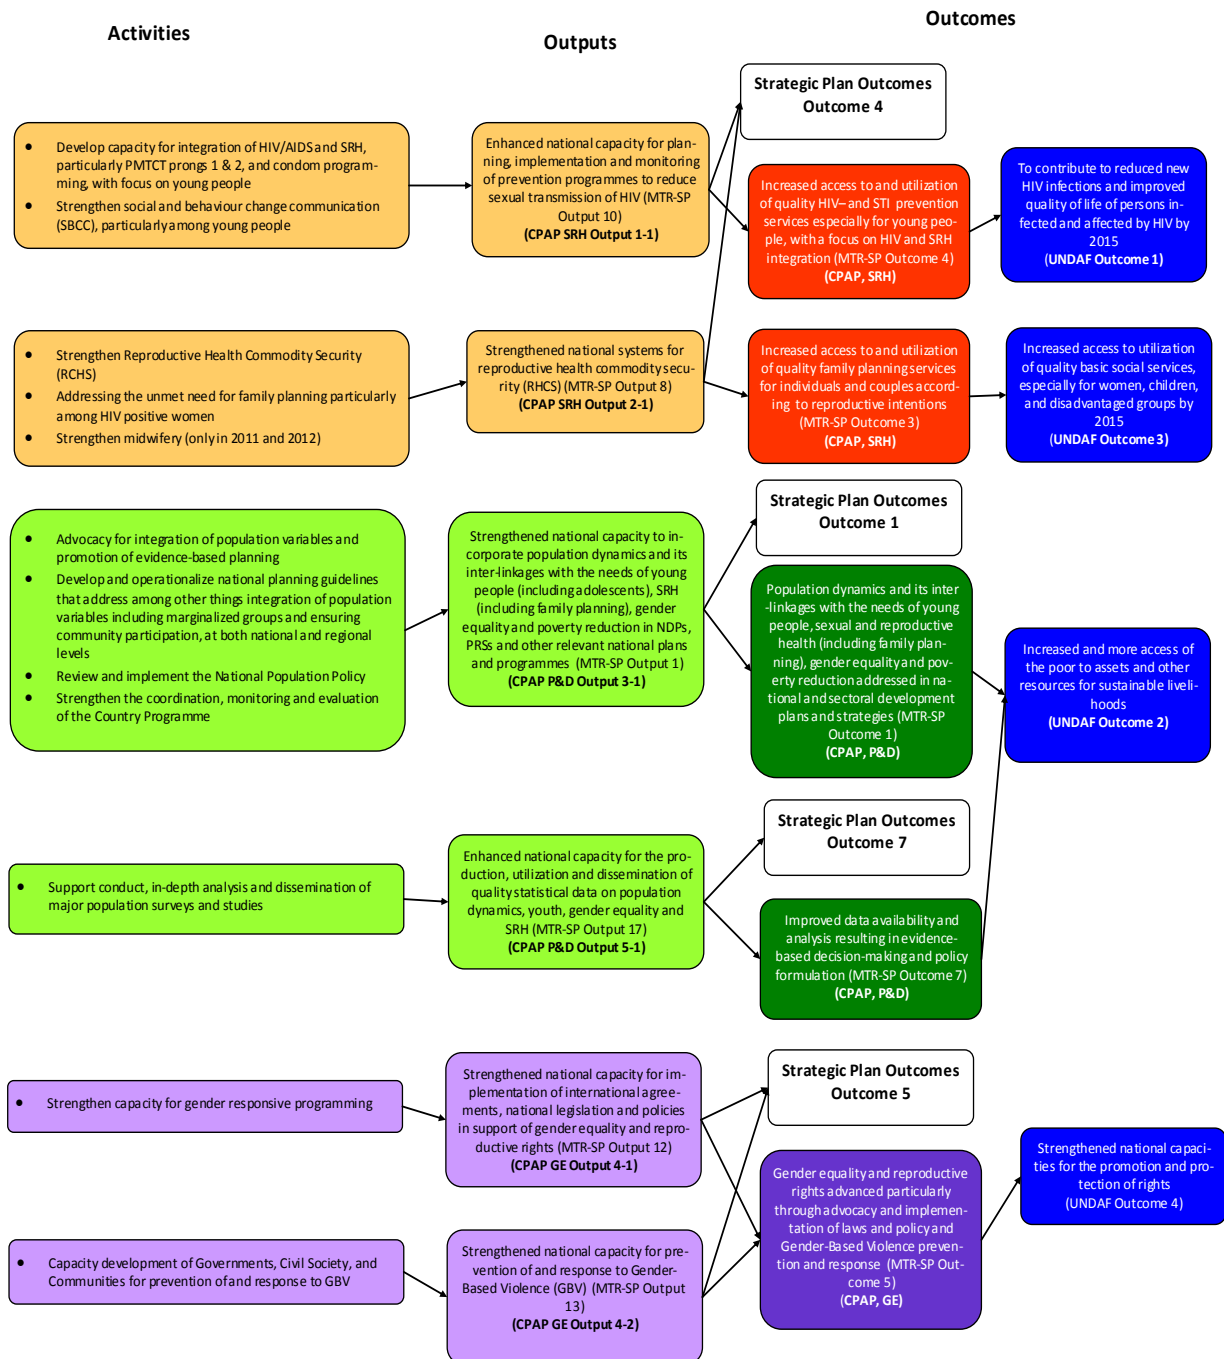 Activities
Outputs
Outcomes
Strategic Plan Outcomes
Outcome 4
Develop capacity for integration of HIV/AIDS and SRH,
particularly PMTCT prongs 1 & 2, and condom program-
ming, with focus on young people
Strengthen social and behaviour change communication
(SBCC), particularly among young people
Enhanced national capacity for plan-
ning, implementation and monitoring
of prevention programmes to reduce
sexual transmission of HIV (MTR-SP
Output 10)
(CPAP SRH Output 1-1)
Increased access to and utilization
of quality HIV– and STI prevention
services especially for young peo-
ple, with a focus on HIV and SRH
integration (MTR-SP Outcome 4)
(CPAP, SRH)
To contribute to reduced new
HIV infections and improved
quality of life of persons in-
fected and affected by HIV by
2015
(UNDAF Outcome 1)
Strengthen Reproductive Health Commodity Security
(RCHS)
Addressing the unmet need for family planning particularly
among HIV positive women
Strengthen midwifery (only in 2011 and 2012)
Strengthened national systems for
reproductive health commodity secu-
rity (RHCS) (MTR-SP Output 8)
(CPAP SRH Output 2-1)
Increased access to and utilization
of quality family planning services
for individuals and couples accord-
ing to reproductive intentions
(MTR-SP Outcome 3)
(CPAP, SRH)
Increased access to utilization
of quality basic social services,
especially for women, children,
and disadvantaged groups by
2015
(UNDAF Outcome 3)
Strategic Plan Outcomes
Outcome 1
Advocacy for integration of population variables and
promotion of evidence-based planning
Develop and operationalize national planning guidelines
that address among other things integration of population
variables including marginalized groups and ensuring
community participation, at both national and regional
levels
Review and implement the National Population Policy
Strengthen the coordination, monitoring and evaluation
of the Country Programme
Strengthened national capacity to in-
corporate population dynamics and its
inter-linkages with the needs of young
people (including adolescents), SRH
(including family planning), gender
equality and poverty reduction in NDPs,
PRSs and other relevant national plans
and programmes (MTR-SP Output 1)
(CPAP P&D Output 3-1)
Population dynamics and its inter
-linkages with the needs of young
people, sexual and reproductive
health (including family plan-
ning), gender equality and pov-
erty reduction addressed in na-
tional and sectoral development
plans and strategies (MTR-SP
Outcome 1)
(CPAP, P&D)
Increased and more access of
the poor to assets and other
resources for sustainable liveli-
hoods
(UNDAF Outcome 2)
Strategic Plan Outcomes
Outcome 7
Support conduct, in-depth analysis and dissemination of
major population surveys and studies
Enhanced national capacity for the pro-
duction, utilization and dissemination of
quality statistical data on population
dynamics, youth, gender equality and
SRH (MTR-SP Output 17)
(CPAP P&D Output 5-1)
Improved data availability and
analysis resulting in evidence-
based decision-making and policy
formulation (MTR-SP Outcome 7)
(CPAP, P&D)
Strategic Plan Outcomes
Outcome 5
Strengthen capacity for gender responsive programming
Strengthened national capacity for im-
plementation of international agree-
ments, national legislation and policies
in support of gender equality and repro-
ductive rights (MTR-SP Output 12)
(CPAP GE Output 4-1)
Gender equality and reproductive
rights advanced particularly
through advocacy and imple-
mentation of laws and policy and
Gender-Based Violence preven-
tion and response (MTR-SP Out-
come 5)
(CPAP, GE)
Strengthened national capaci-
ties for the promotion and pro-
tection of rights
(UNDAF Outcome 4)
Capacity development of Governments, Civil Society, and
Communities for prevention of and response to GBV
Strengthened national capacity for pre-
vention of and response to Gender-
Based Violence (GBV) (MTR-SP Output
13)
(CPAP GE Output 4-2)